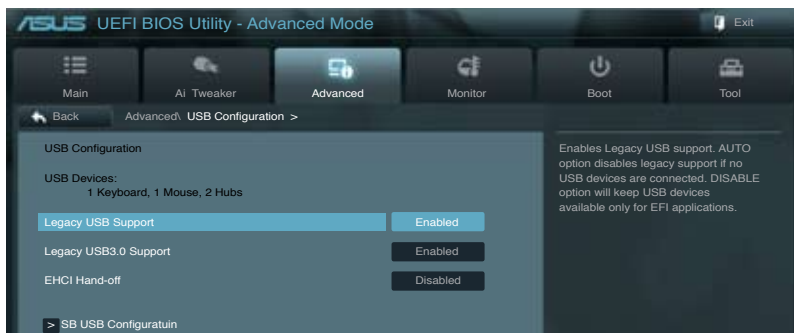 ASUS UEFI BIOS Utility - Advanced Mode
Exit
Main
Ai Tweaker
Advanced
Monitor
Boot
Tool
Back
Advanced\ USB Configuration >
USB Configuration
USB Devices:
1 Keyboard, 1 Mouse, 2 Hubs
Legacy USB Support Enabled
Legacy USB3.0 Support Enabled
EHCI Hand-off Disabled
> SB USB Configuratuin
Enables Legacy USB support. AUTO
option disables legacy support if no
USB devices are connected. DISABLE
option will keep USB devices
available only for EFI applications.